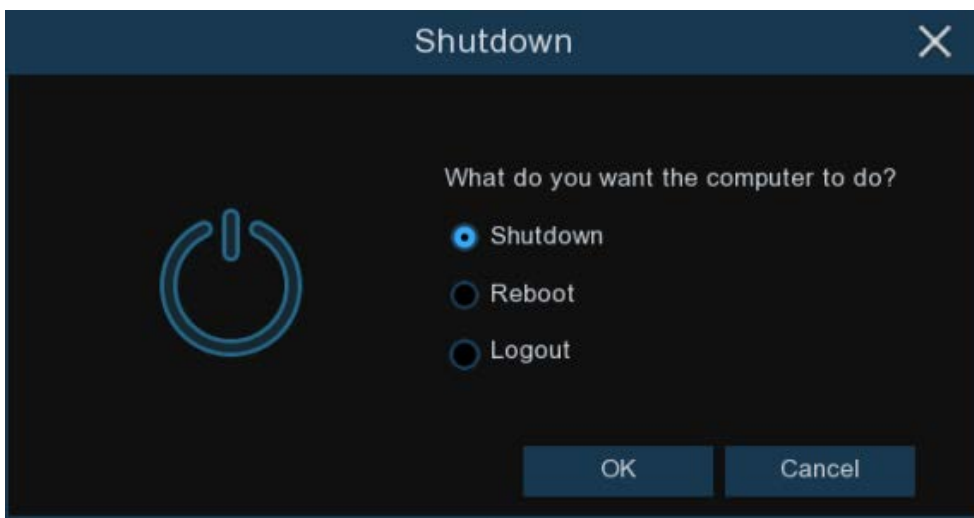 Shutdown
What do you want the computer to do?
Shutdown
Reboot
Logout
OK
Cancel